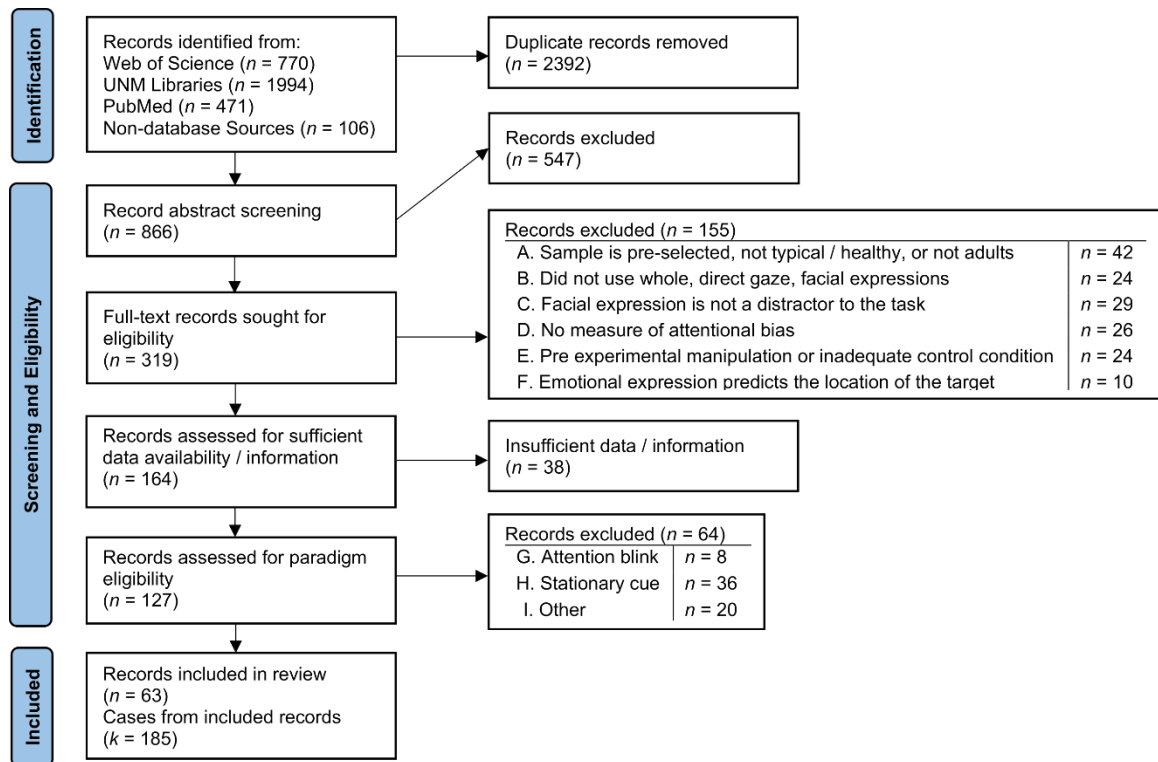 Identification
Records identified from:
Web of Science (n = 770)
UNM Libraries (n = 1994)
PubMed (n = 471)
Non-database Sources (n = 106)
Duplicate records removed
(n = 2392)
Records excluded
(n = 547)
Screening and Eligibility
Record abstract screening
(n = 866)
Records excluded (n = 155)
A. Sample is pre-selected, not typical / healthy, or not adults n = 42
B. Did not use whole, direct gaze, facial expressions n = 24
C. Facial expression is not a distractor to the task n = 29
D. No measure of attentional bias n = 26
E. Pre experimental manipulation or inadequate control condition n = 24
F. Emotional expression predicts the location of the target n = 10
Full-text records sought for
eligibility
(n = 319)
Records assessed for sufficient
data availability / information
(n = 164)
Insufficient data / information
(n = 38)
Records assessed for paradigm
eligibility
(n = 127)
Records excluded (n = 64)
G. Attention blink n = 8
H. Stationary cue n = 36
I. Other n = 20
Included
Records included in review
(n = 63)
Cases from included records
(k = 185)